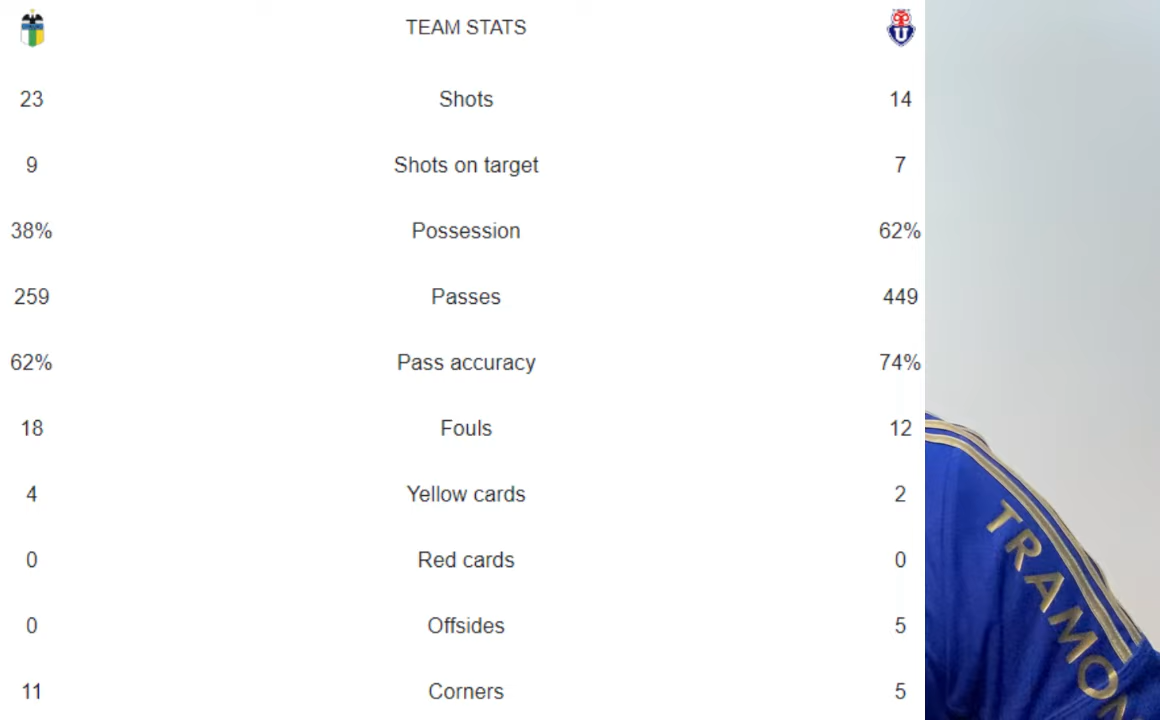 TEAM STATS
U
23 Shots 14
9 Shots on target 7
38% Possession 62%
259 Passes 449
62% Pass accuracy 74%
18 Fouls 12
4 Yellow cards 2
0 Red cards 0
0 Offsides 5
11 Corners 5